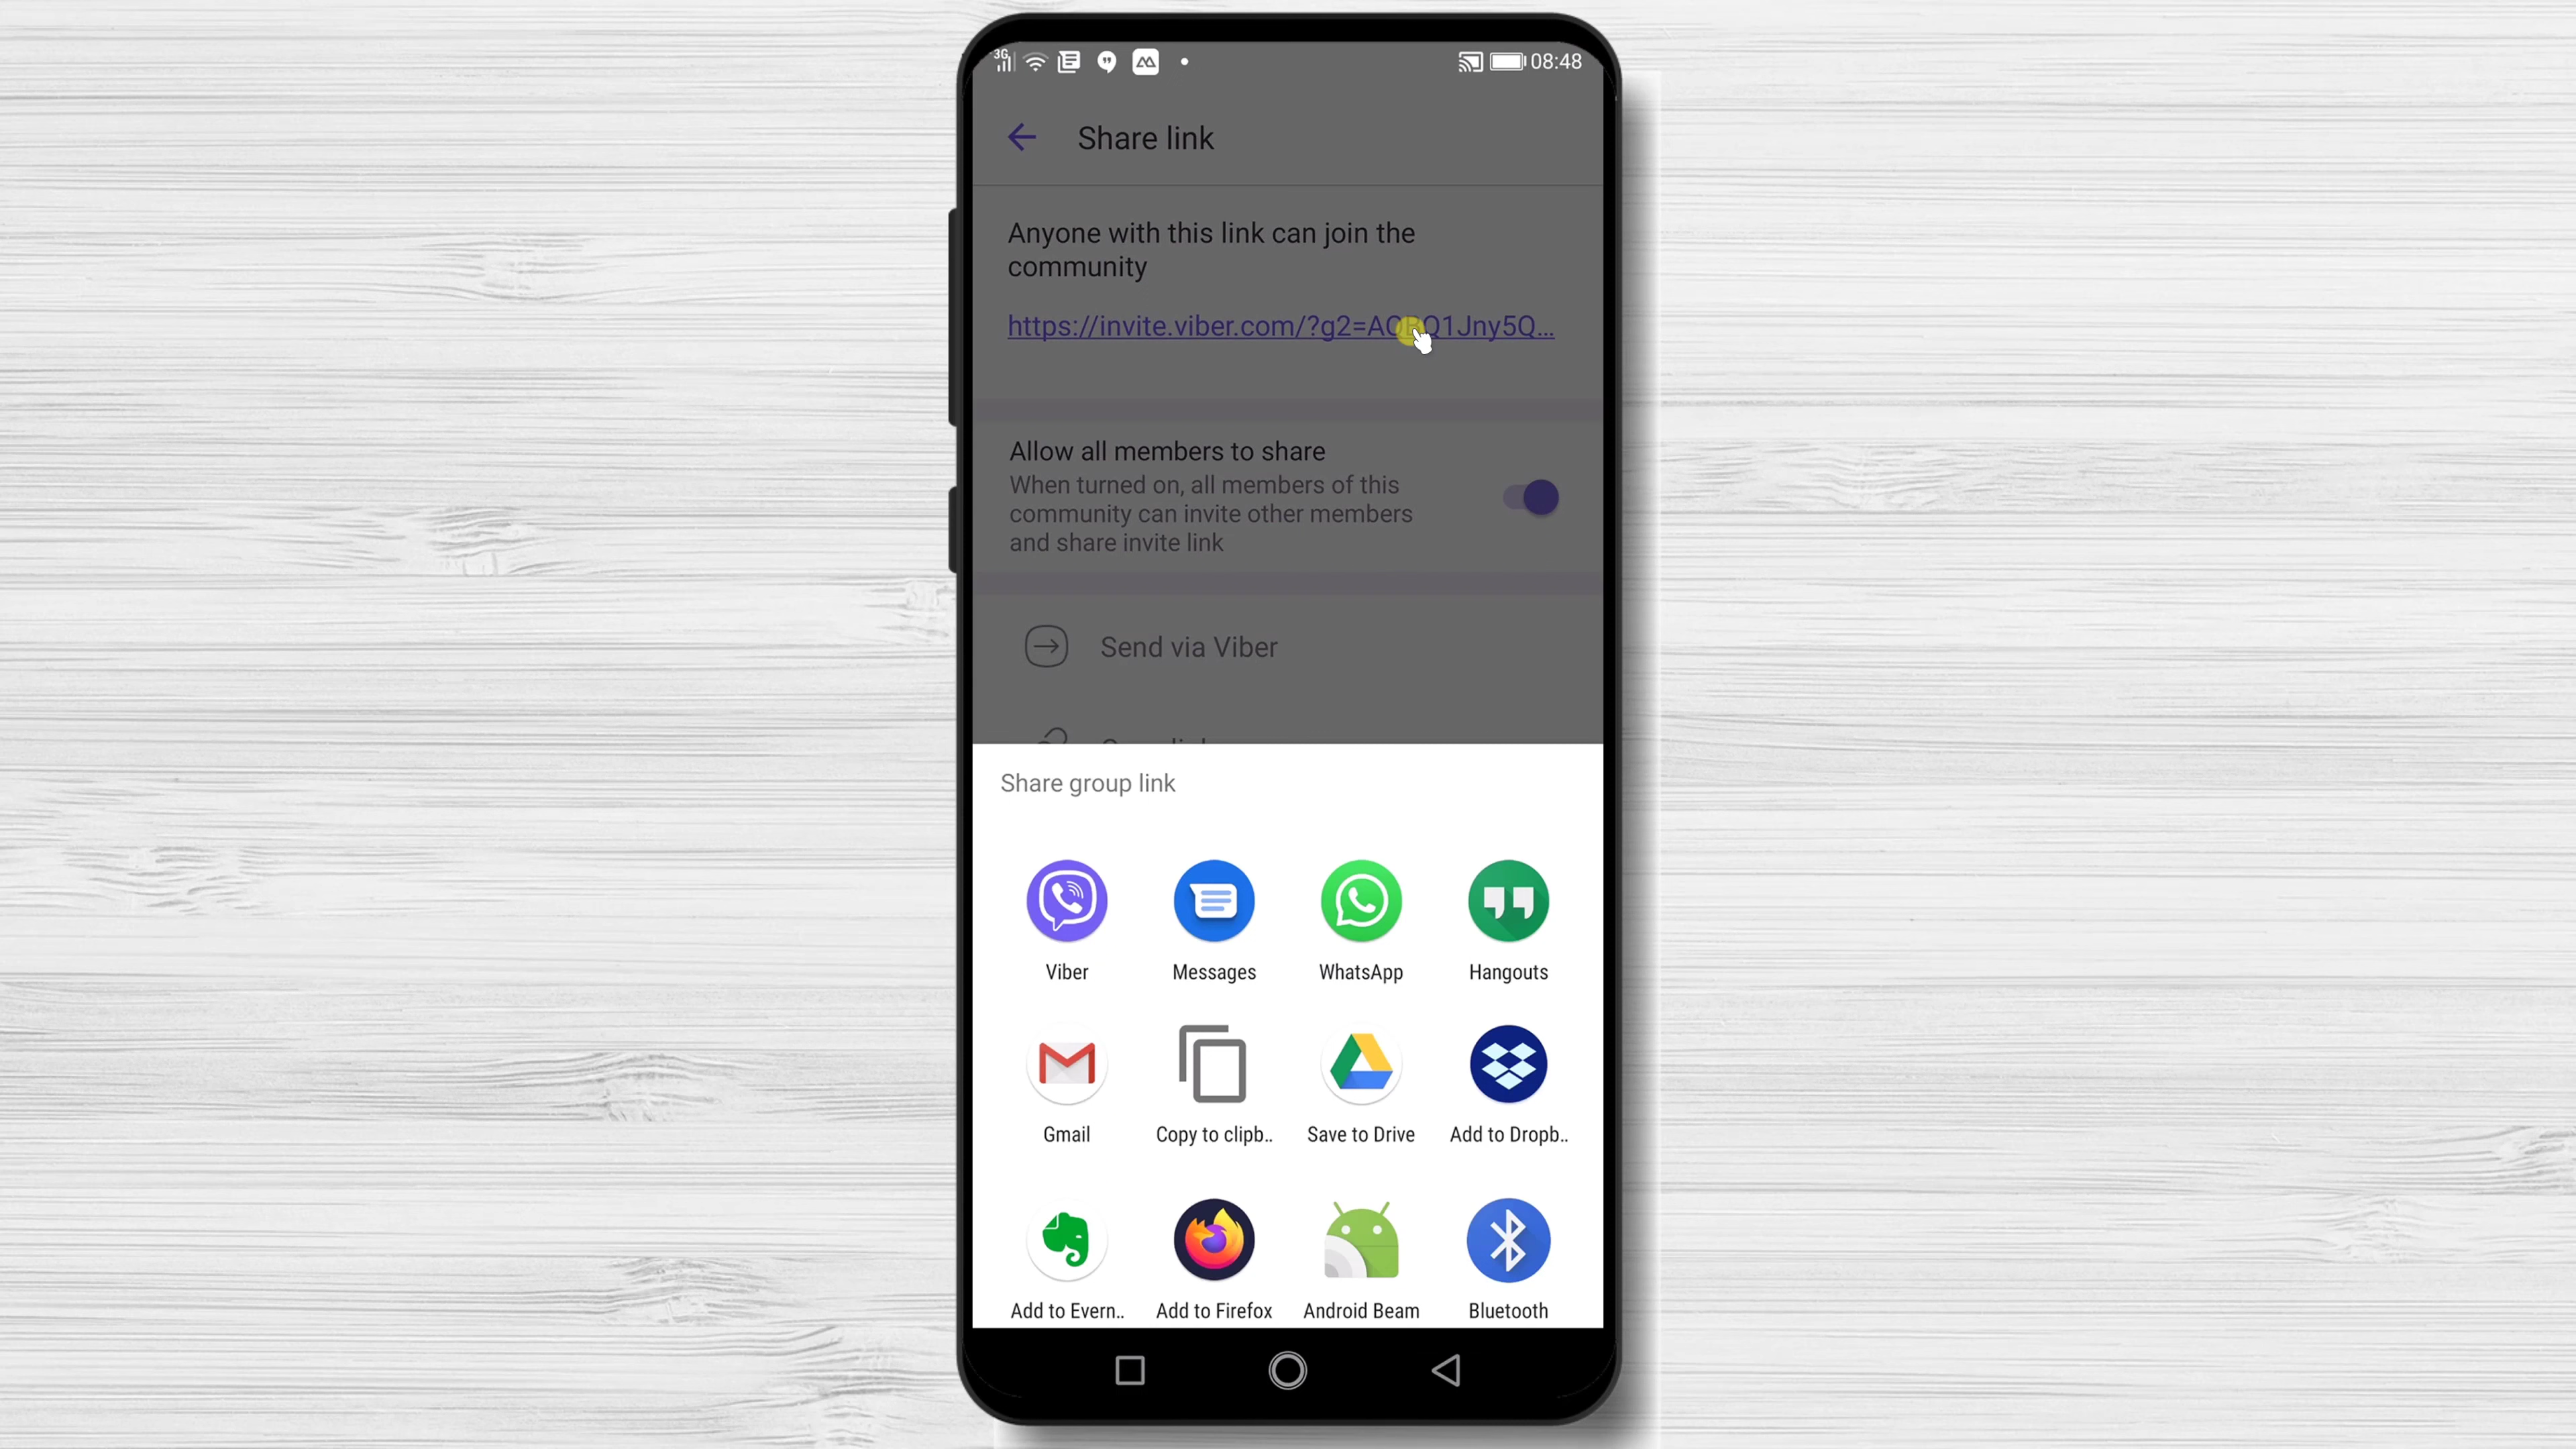 3G 08:48
Share link
Anyone with this link can join the
community
https://invite.viber.com/?g2=AQBQ1Jny5Q...
Allow all members to share
When turned on, all members of this
community can invite other members
and share invite link
Send via Viber
Share group link
Viber Messages WhatsApp Hangouts
Gmail Copy to clipb.. Save to Drive Add to Dropb..
Add to Evern.. Add to Firefox Android Beam Bluetooth